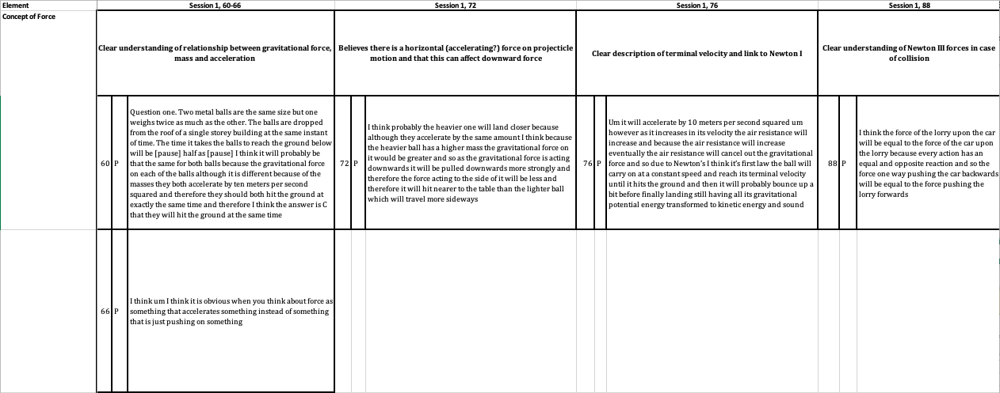 Element
Session 1, 60-66
Session 1, 72
Session 1, 76
Session 1, 88
Concept of Force
Clear understanding of relationship between gravitational force,
mass and acceleration
Believes there is a horizontal (accelerating?) force on projecticle
motion and that this can affect downward force
Clear description of terminal velocity and link to Newton I
Clear understanding of Newton III forces in case
of collision
60 P
Question one. Two metal balls are the same size but one
weighs twice as much as the other. The balls are dropped
from the roof of a single storey building at the same instant
of time. The time it takes the balls to reach the ground below
will be [pause] half as [pause] I think it will probably be
that the same for both balls because the gravitational force
on each of the balls although it is different because of the
masses they both accelerate by ten meters per second
squared and therefore they should both hit the ground at
exactly the same time and therefore I think the answer is C
that they will hit the ground at the same time
72 P
I think probably the heavier one will land closer because
although they accelerate by the same amount I think because
the heavier ball has a higher mass the gravitational force on
it would be greater and so as the gravitational force is acting
downwards it will be pulled downwards more strongly and
therefore the force acting to the side of it will be less and
therefore it will hit nearer to the table than the lighter ball
which will travel more sideways
76 P
Um it will accelerate by 10 meters per second squared um
however as it increases in its velocity the air resistance will
increase and because the air resistance will increase
eventually the air resistance will cancel out the gravitational
force and so due to Newton's I think it's first law the ball will
carry on at a constant speed and reach its terminal velocity
until it hits the ground and then it will probably bounce up a
bit before finally landing still having all its gravitational
potential energy transformed to kinetic energy and sound
88 P
I think the force of the lorry upon the car
will be equal to the force of the car upon
the lorry because every action has an
equal and opposite reaction and so the
force one way pushing the car backwards
will be equal to the force pushing the
lorry forwards
66 P
I think um I think it is obvious when you think about force as
something that accelerates something instead of something
that is just pushing on something